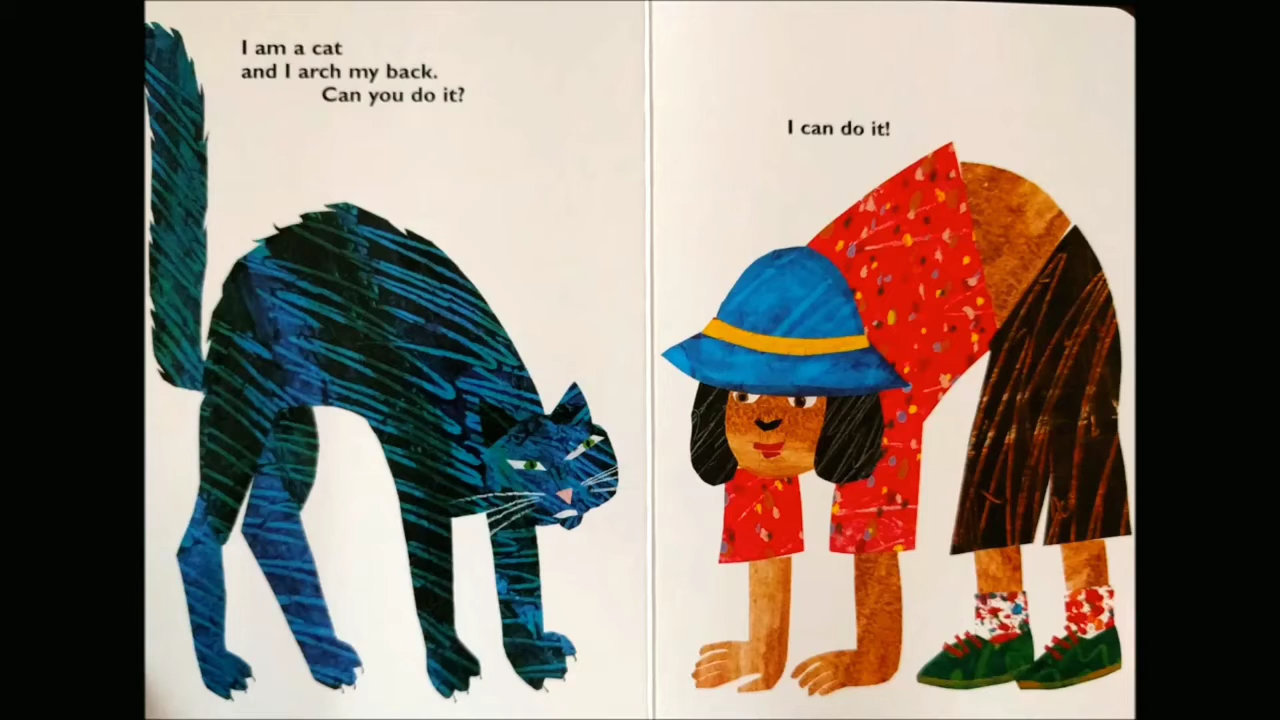 I am a cat
and I arch my back.
Can you do it?
I can do it!